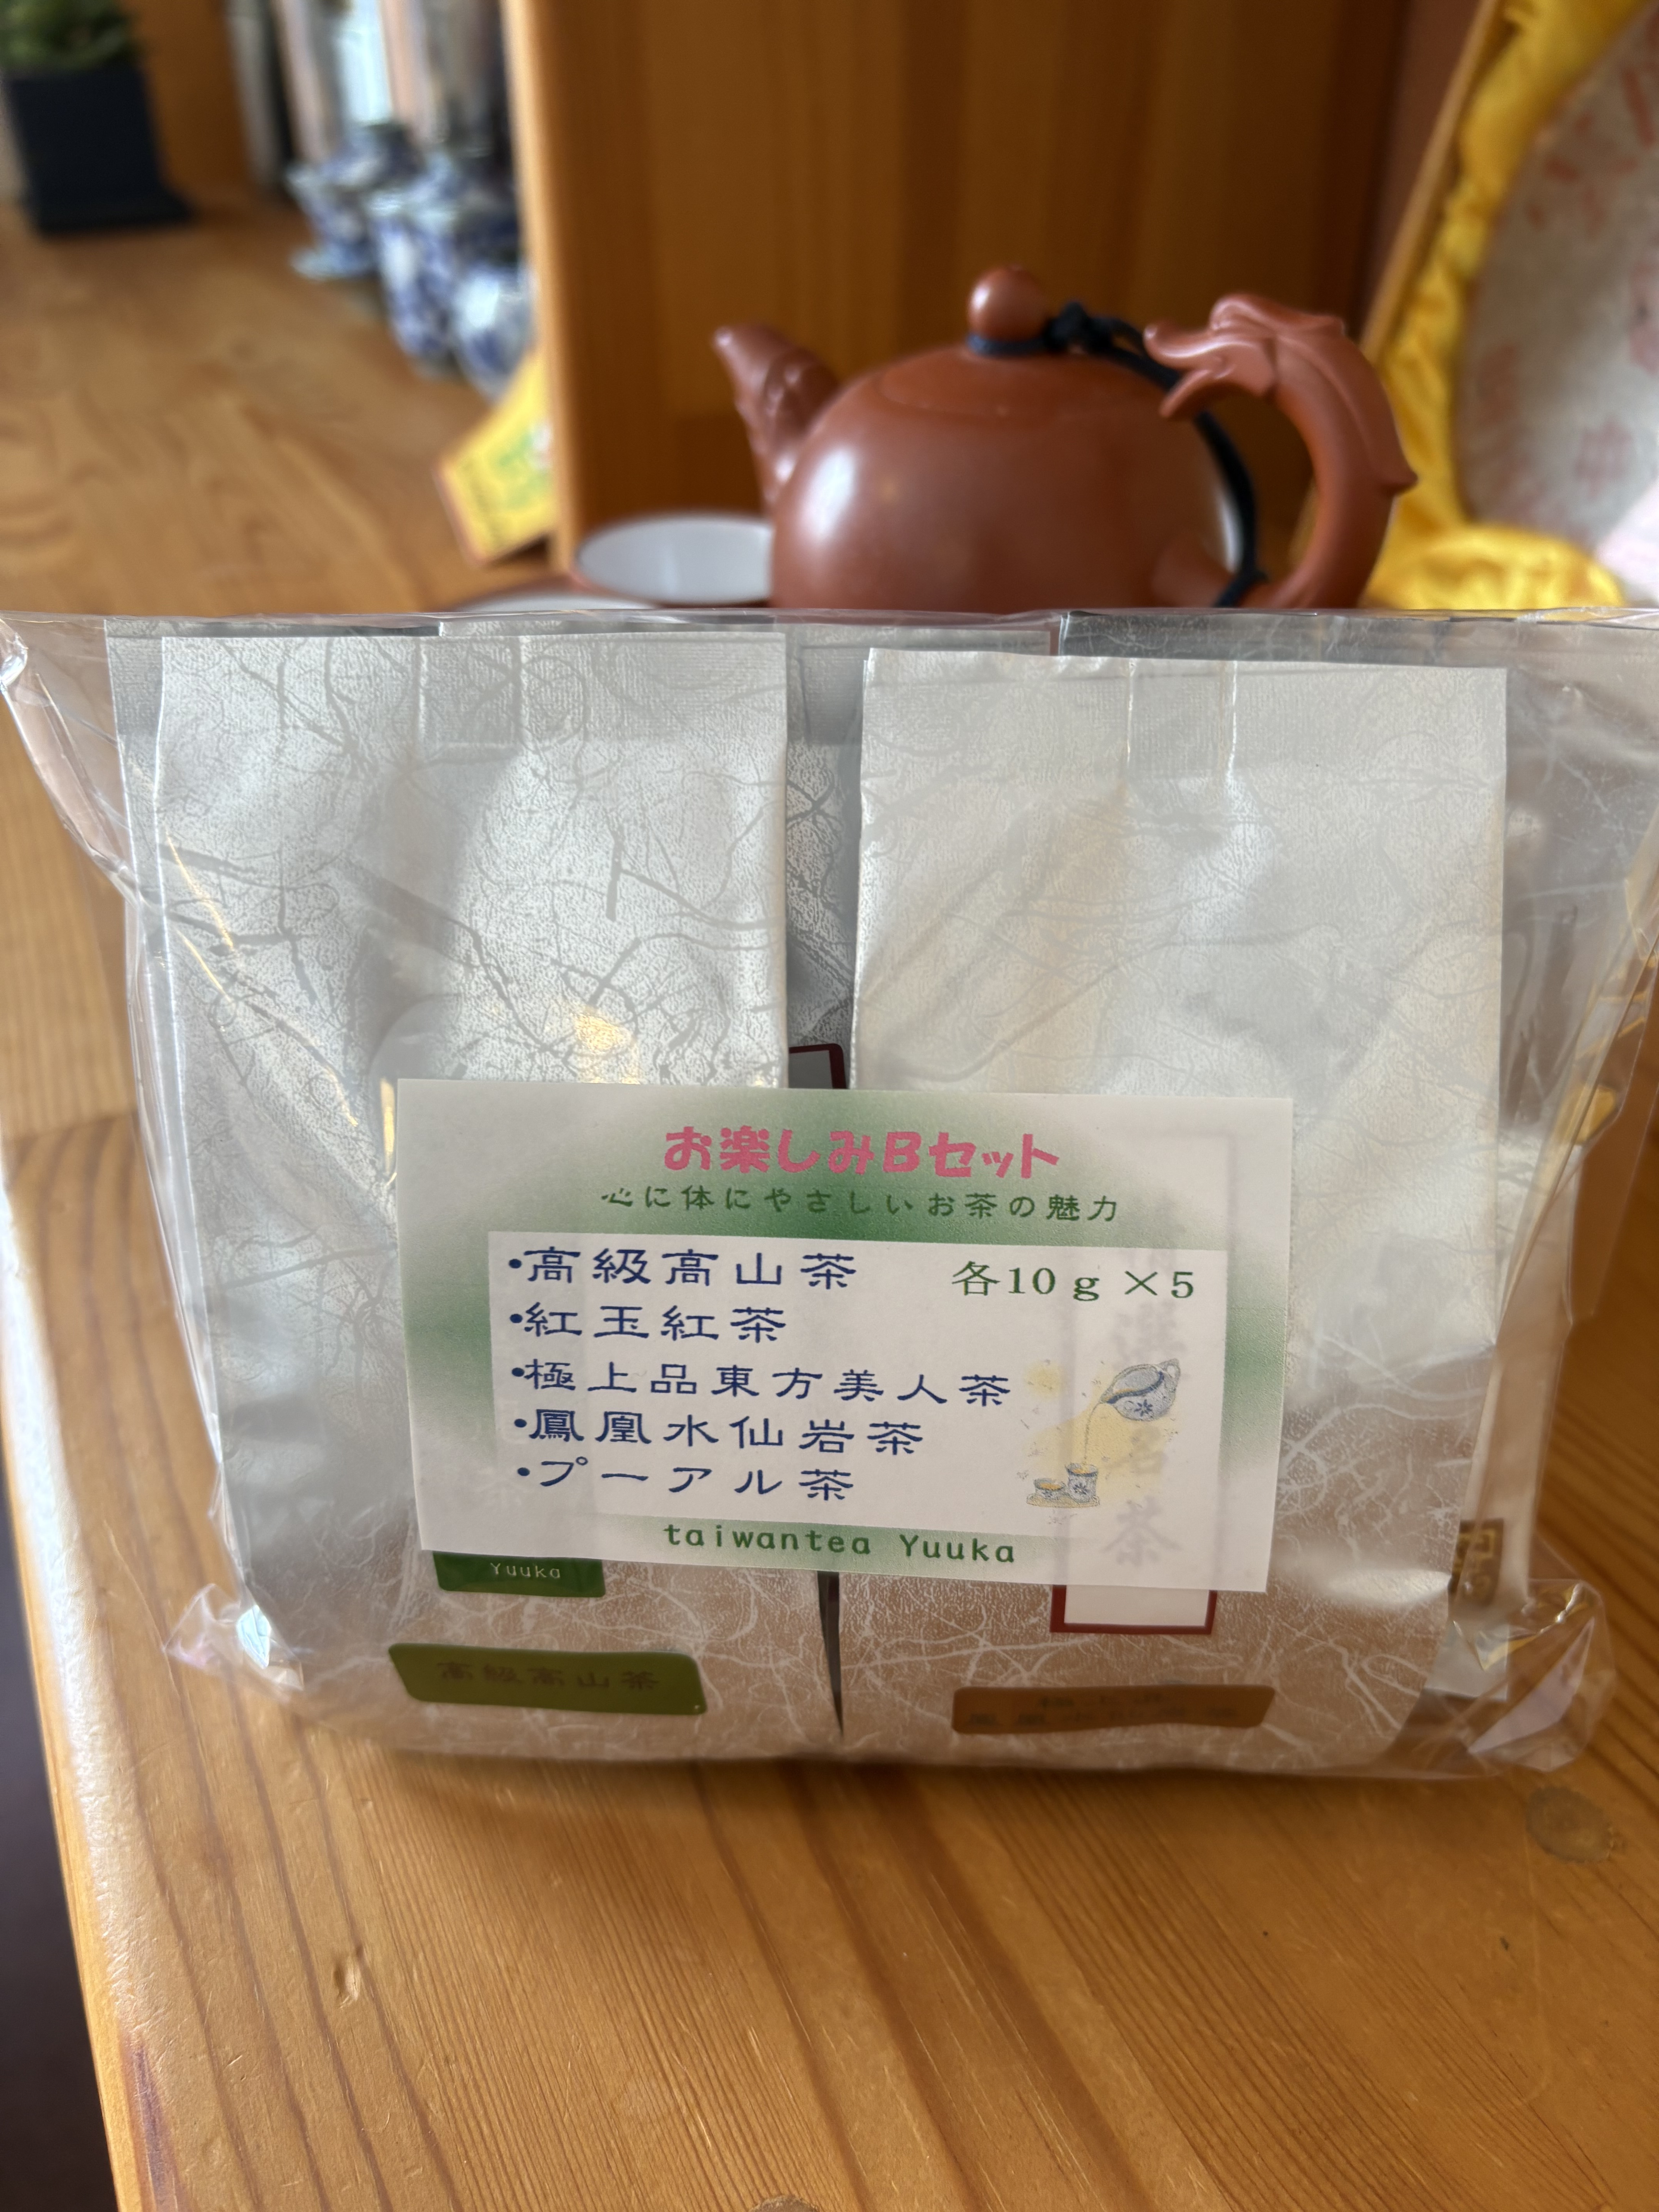 お楽しみBセット
心に体にやさしいお茶の魅力
•高級高山茶 各10g×5
•紅玉紅茶
•極上品東方美人茶
•鳳凰水仙岩茶
•プーアル茶
taiwantea Yuuka
Yuuka
高級高山茶